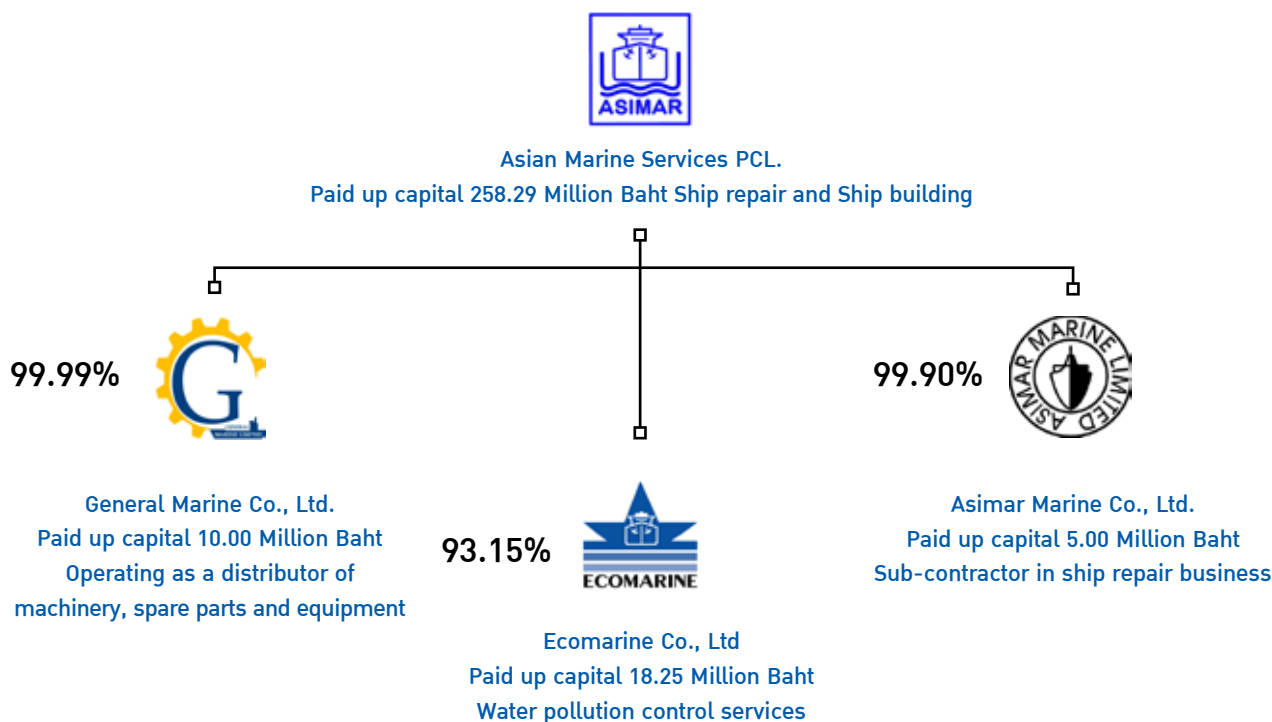 ASIMAR
Asian Marine Services PCL.
Paid up capital 258.29 Million Baht Ship repair and Ship building
99.99%
G
General Marine Co., Ltd.
Paid up capital 10.00 Million Baht
Operating as a distributor of
machinery, spare parts and equipment
93.15%
ECOMARINE
Ecomarine Co., Ltd
Paid up capital 18.25 Million Baht
Water pollution control services
99.90%
ASIMAR MARINE LIMITED
Asimar Marine Co., Ltd.
Paid up capital 5.00 Million Baht
Sub-contractor in ship repair business